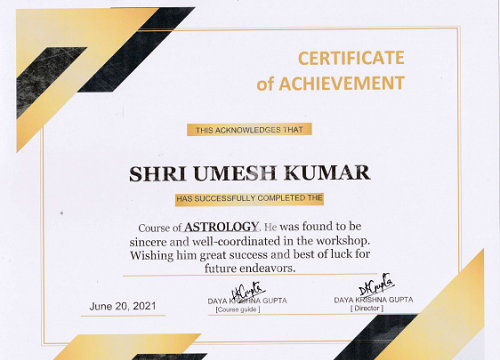 CERTIFICATE
of ACHIEVEMENT
THIS ACKNOWLEDGES THAT
SHRI UMESH KUMAR
HAS SUCCESSFULLY COMPLETED THE
Course of ASTROLOGY. He was found to be
sincere and well-coordinated in the workshop.
Wishing him great success and best of luck for
future endeavors.
DKGupta
DKGupta
June 20, 2021
DAYA KRISHNA GUPTA
[Course guide ]
DAYA KRISHNA GUPTA
[ Director ]